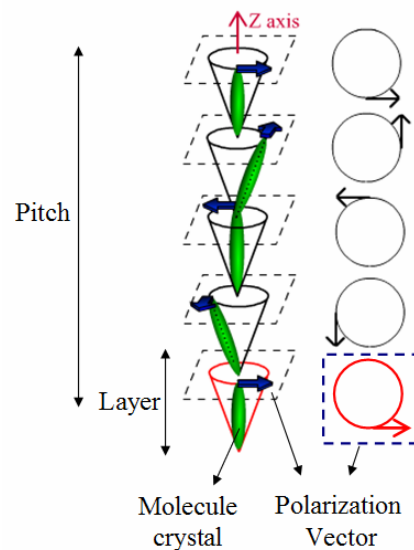 Z axis
Pitch
Layer
Molecule
crystal
Polarization
Vector